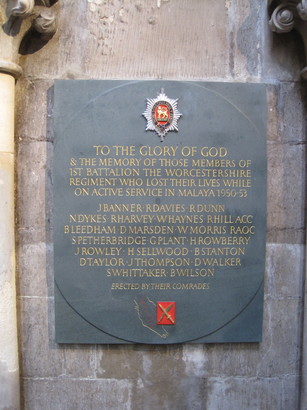 TO THE GLORY OF GOD
& THE MEMORY OF THOSE MEMBERS OF
1ST BATTALION THE WORCESTERSHIRE
REGIMENT WHO LOST THEIR LIVES WHILE
ON ACTIVE SERVICE IN MALAYA 1950-53
J BANNER · R DAVIES · R DUNN
N DYKES · R HARVEY · W HAYNES · R HILL ACC
B LEEDHAM · D MARSDEN · W MORRIS RAOC
S PETHERBRIDGE · G PLANT · H ROWBERRY
J ROWLEY · H SELLWOOD · B STANTON
D TAYLOR · J THOMPSON · D WALKER
S WHITTAKER · B WILSON
ERECTED BY THEIR COMRADES